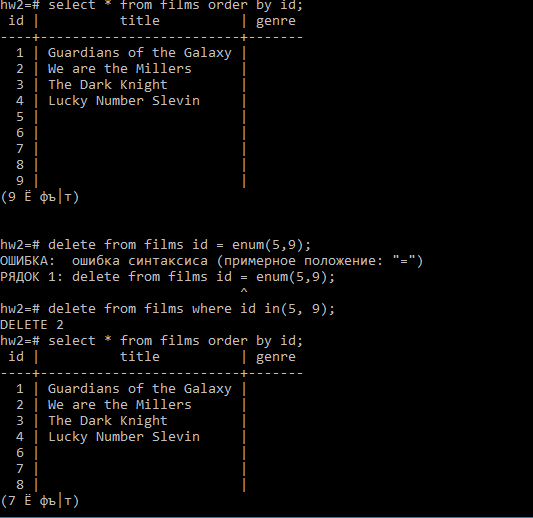 hw2=# select * from films order by id;
 id |          title          | genre
----+-------------------------+-------
  1 | Guardians of the Galaxy |
  2 | We are the Millers      |
  3 | The Dark Knight         |
  4 | Lucky Number Slevin     |
  5 |                         |
  6 |                         |
  7 |                         |
  8 |                         |
  9 |                         |
(9 Ё фъ|т)
hw2=# delete from films id = enum(5,9);
ОШИБКА:  ошибка синтаксиса (примерное положение: "=")
РЯДОК 1: delete from films id = enum(5,9);
                              ^
hw2=# delete from films where id in(5, 9);
DELETE 2
hw2=# select * from films order by id;
 id |          title          | genre
----+-------------------------+-------
  1 | Guardians of the Galaxy |
  2 | We are the Millers      |
  3 | The Dark Knight         |
  4 | Lucky Number Slevin     |
  6 |                         |
  7 |                         |
  8 |                         |
(7 Ё фъ|т)